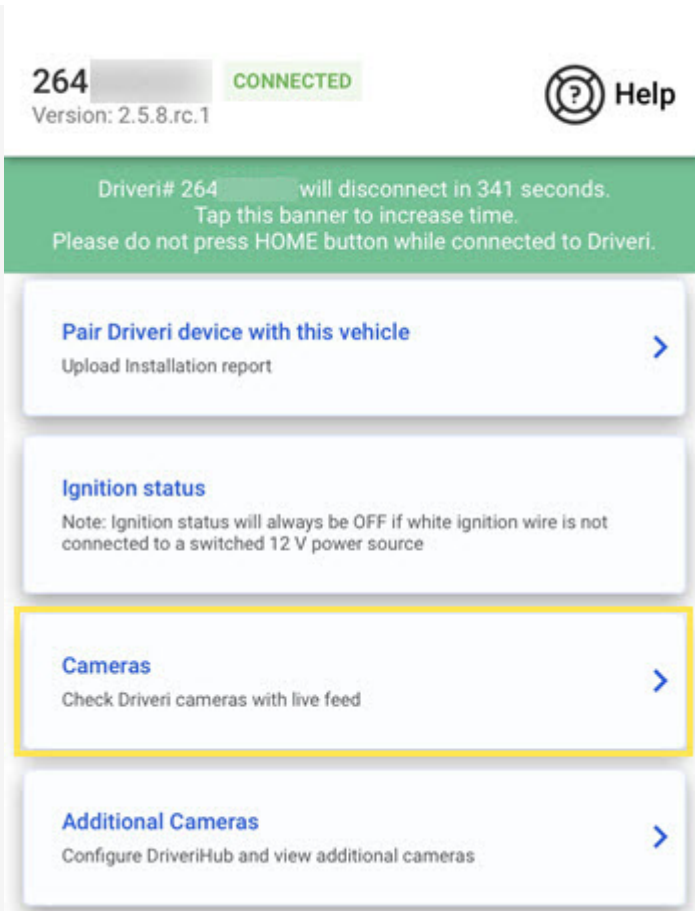 264 CONNECTED
Version: 2.5.8.rc.1
? Help
Driveri# 264 will disconnect in 341 seconds.
Tap this banner to increase time.
Please do not press HOME button while connected to Driveri.
Pair Driveri device with this vehicle
Upload Installation report
Ignition status
Note: Ignition status will always be OFF if white ignition wire is not
connected to a switched 12 V power source
Cameras
Check Driveri cameras with live feed
Additional Cameras
Configure DriveriHub and view additional cameras